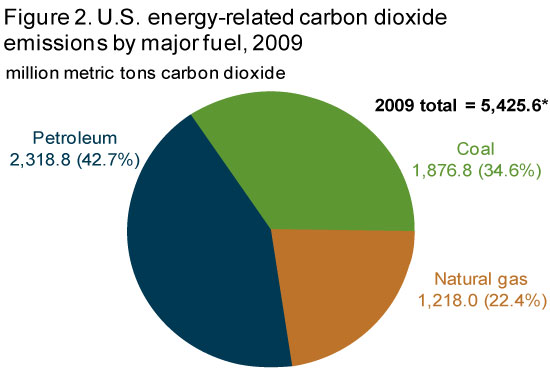 Figure 2. U.S. energy-related carbon dioxide
emissions by major fuel, 2009
million metric tons carbon dioxide
2009 total = 5,425.6*
Petroleum
2,318.8 (42.7%)
Coal
1,876.8 (34.6%)
Natural gas
1,218.0 (22.4%)